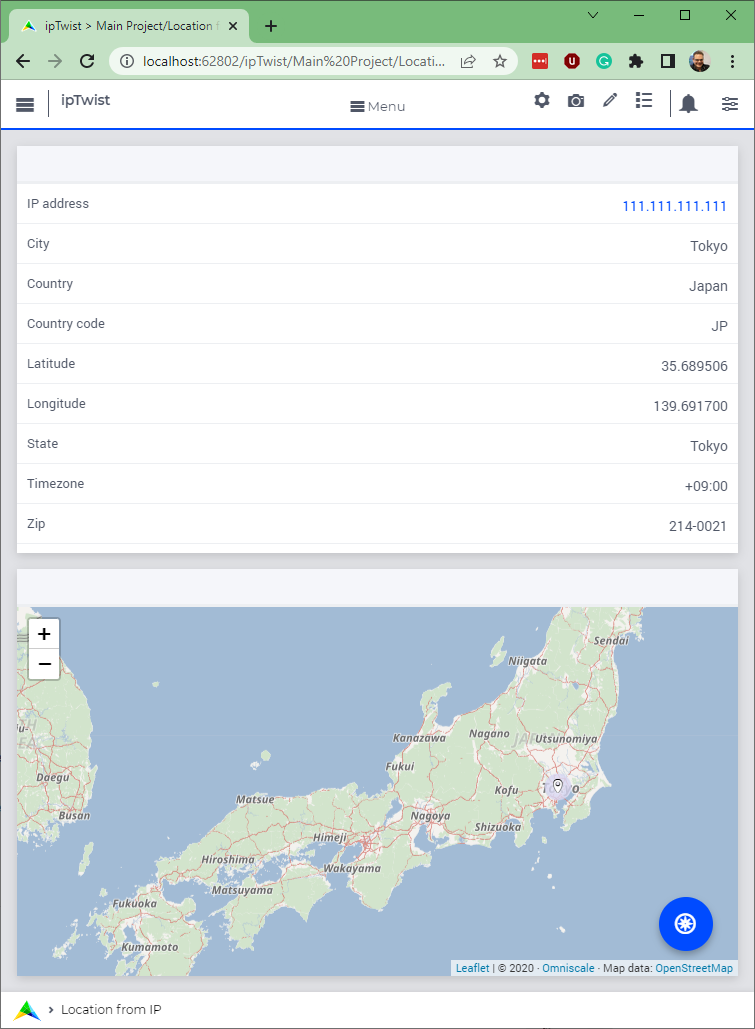 ipTwist > Main Project/Location f
localhost:62802/ipTwist/Main%20Project/Locati...
ipTwist
Menu
IP address 111.111.111.111
City Tokyo
Country Japan
Country code JP
Latitude 35.689506
Longitude 139.691700
State Tokyo
Timezone +09:00
Zip 214-0021
+
−
Sendai
Niigata
Kanazawa
Nagano
Utsunomiya
Fukui
Daegu
Kofu
Matsue
Busan
Nagoya
Shizuoka
Himeji
Hiroshima
Wakayama
Matsuyama
Fukuoka
Kumamoto
Leaflet | © 2020 · Omniscale · Map data: OpenStreetMap
Location from IP